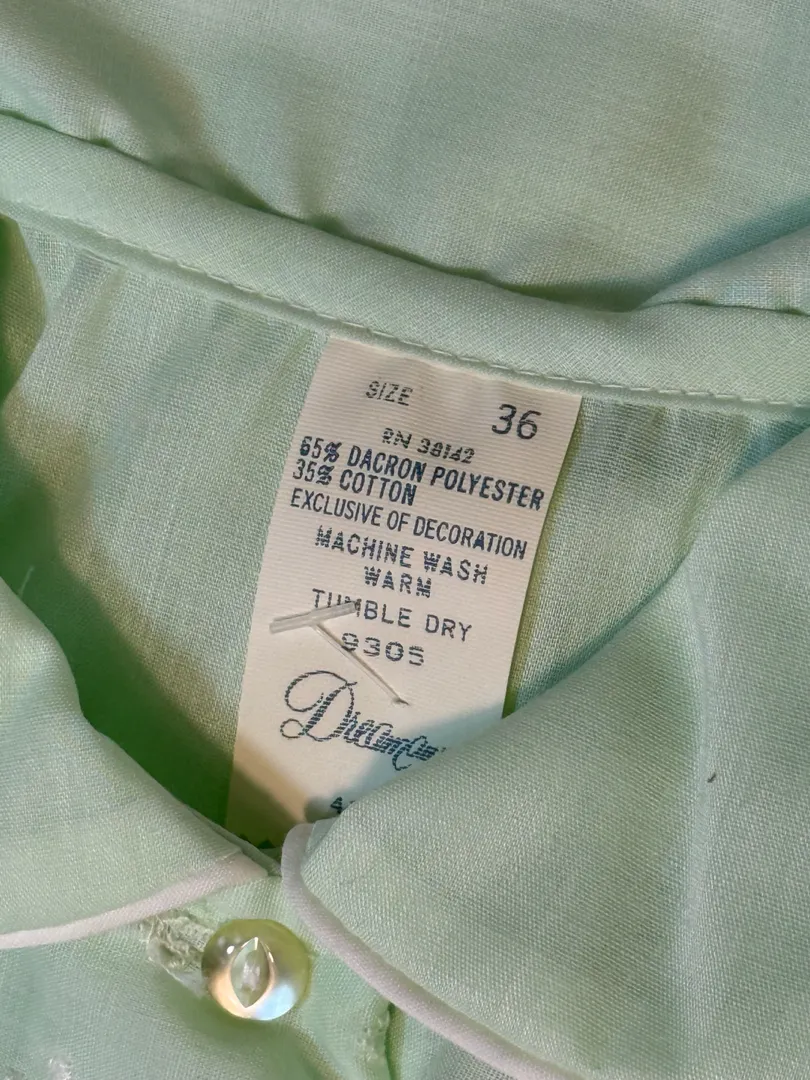 SIZE 36
RN 38142
65% DACRON POLYESTER
35% COTTON
EXCLUSIVE OF DECORATION
MACHINE WASH
WARM
TUMBLE DRY
9305